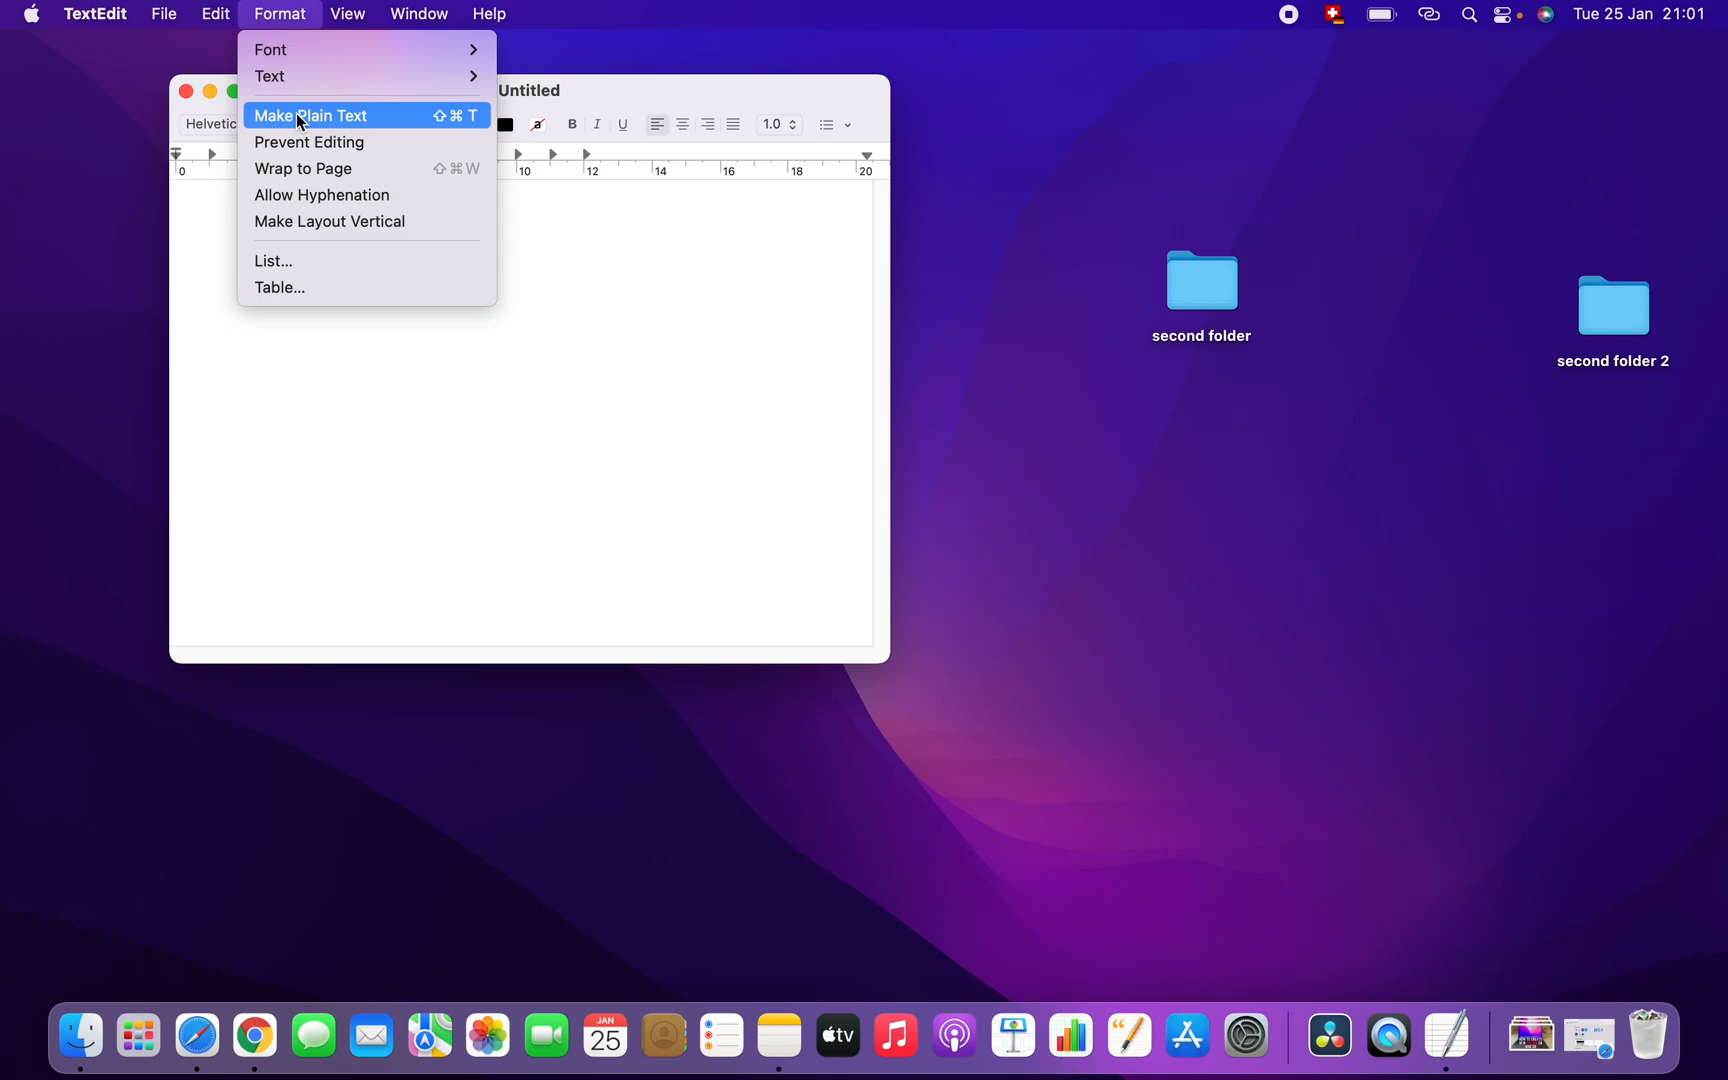 TextEdit File Edit Format View Window Help Tue 25 Jan 21:01
Font
Text
Untitled
Make Plain Text ⇧⌘ T
Helvetic a B I U 1.0
Prevent Editing
Wrap to Page ⇧⌘W
0 10 12 14 16 18 20
Allow Hyphenation
Make Layout Vertical
List...
Table...
second folder
second folder 2
JAN
25
tv